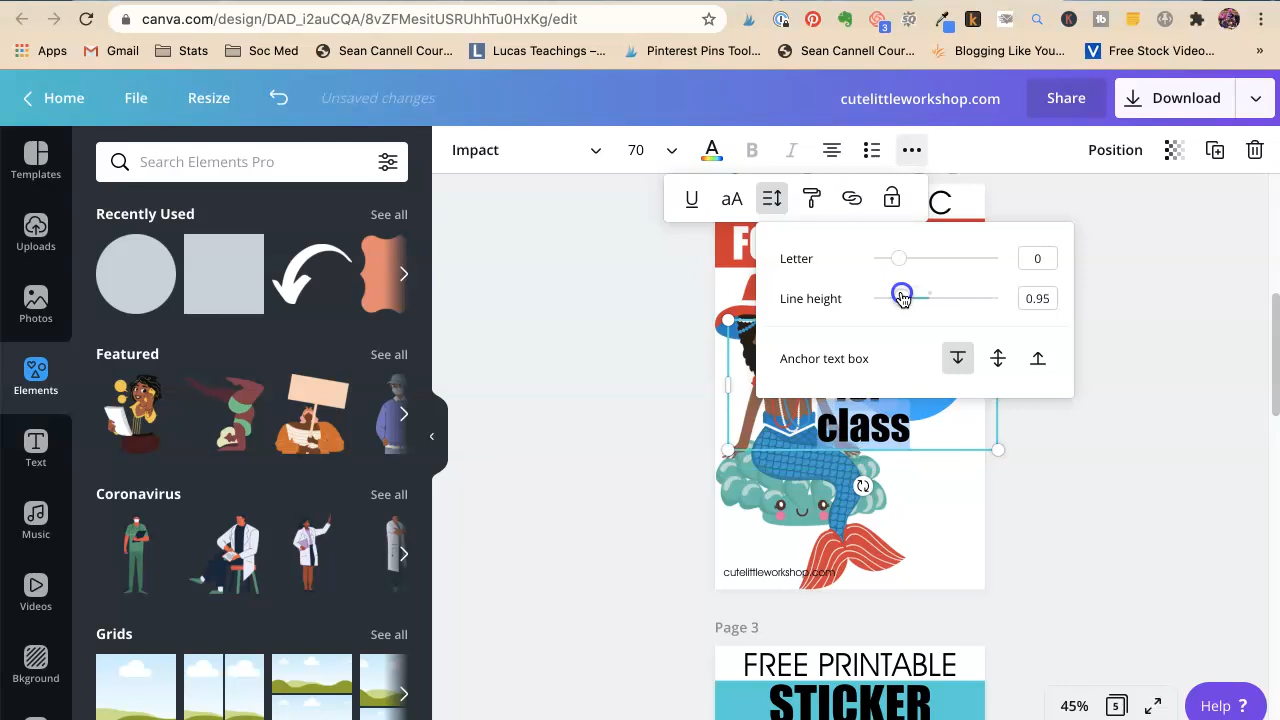 canva.com/design/DAD_i2auCQA/8vZFMesitUSRUhhTu0HxKg/edit
3
Apps Gmail Stats Soc Med Sean Cannell Cour... Lucas Teachings –... Pinterest Pins Tool... Sean Cannell Cour... Blogging Like You... Free Stock Video... »
Home File Resize Unsaved changes cutelittleworkshop.com Share Download
Templates
Uploads
Photos
Elements
Text
Music
Videos
Bkground
Search Elements Pro
Recently Used See all
Featured See all
Coronavirus See all
Grids See all
Impact 70 A B I Position
U aA
C
Letter 0
Line height 0.95
Anchor text box
class
cutelittleworkshop.com
Page 3
FREE PRINTABLE
STICKER
45% 5 Help ?